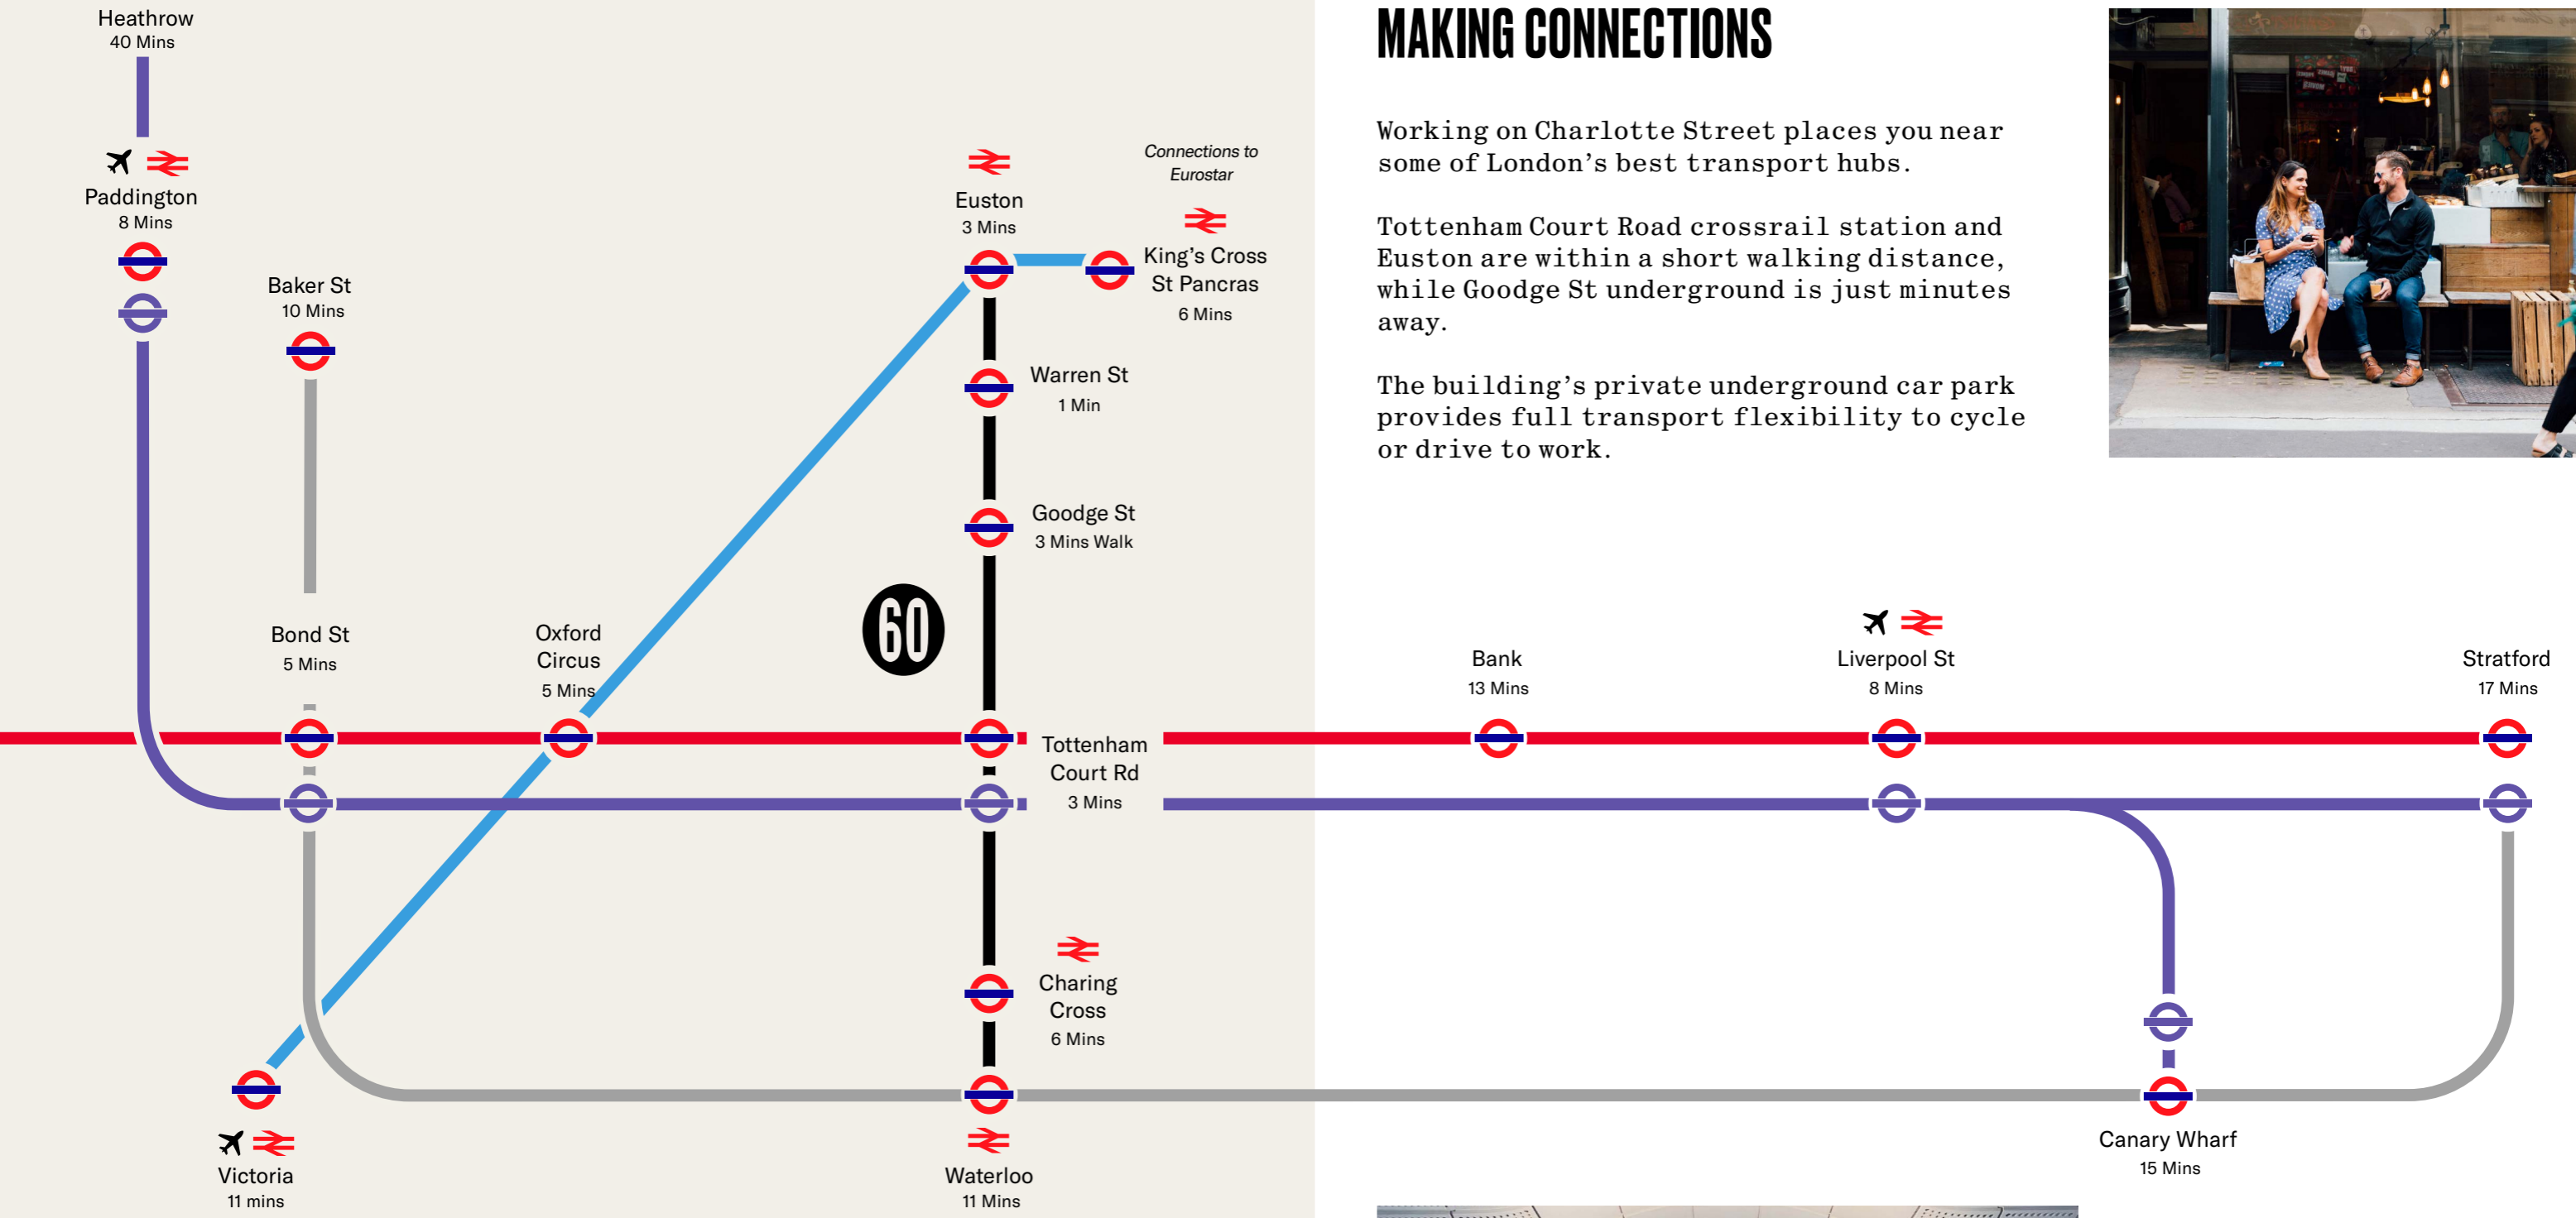 Heathrow
40 Mins
Paddington
8 Mins
Baker St
10 Mins
Bond St
5 Mins
Oxford
Circus
5 Mins
Euston
3 Mins
Connections to
Eurostar
King's Cross
St Pancras
6 Mins
Warren St
1 Min
Goodge St
3 Mins Walk
60
Tottenham
Court Rd
3 Mins
Charing
Cross
6 Mins
Victoria
11 mins
Waterloo
11 Mins
MAKING CONNECTIONS
Working on Charlotte Street places you near
some of London's best transport hubs.
Tottenham Court Road crossrail station and
Euston are within a short walking distance,
while Goodge St underground is just minutes
away.
The building's private underground car park
provides full transport flexibility to cycle
or drive to work.
Bank
13 Mins
Liverpool St
8 Mins
Stratford
17 Mins
Canary Wharf
15 Mins